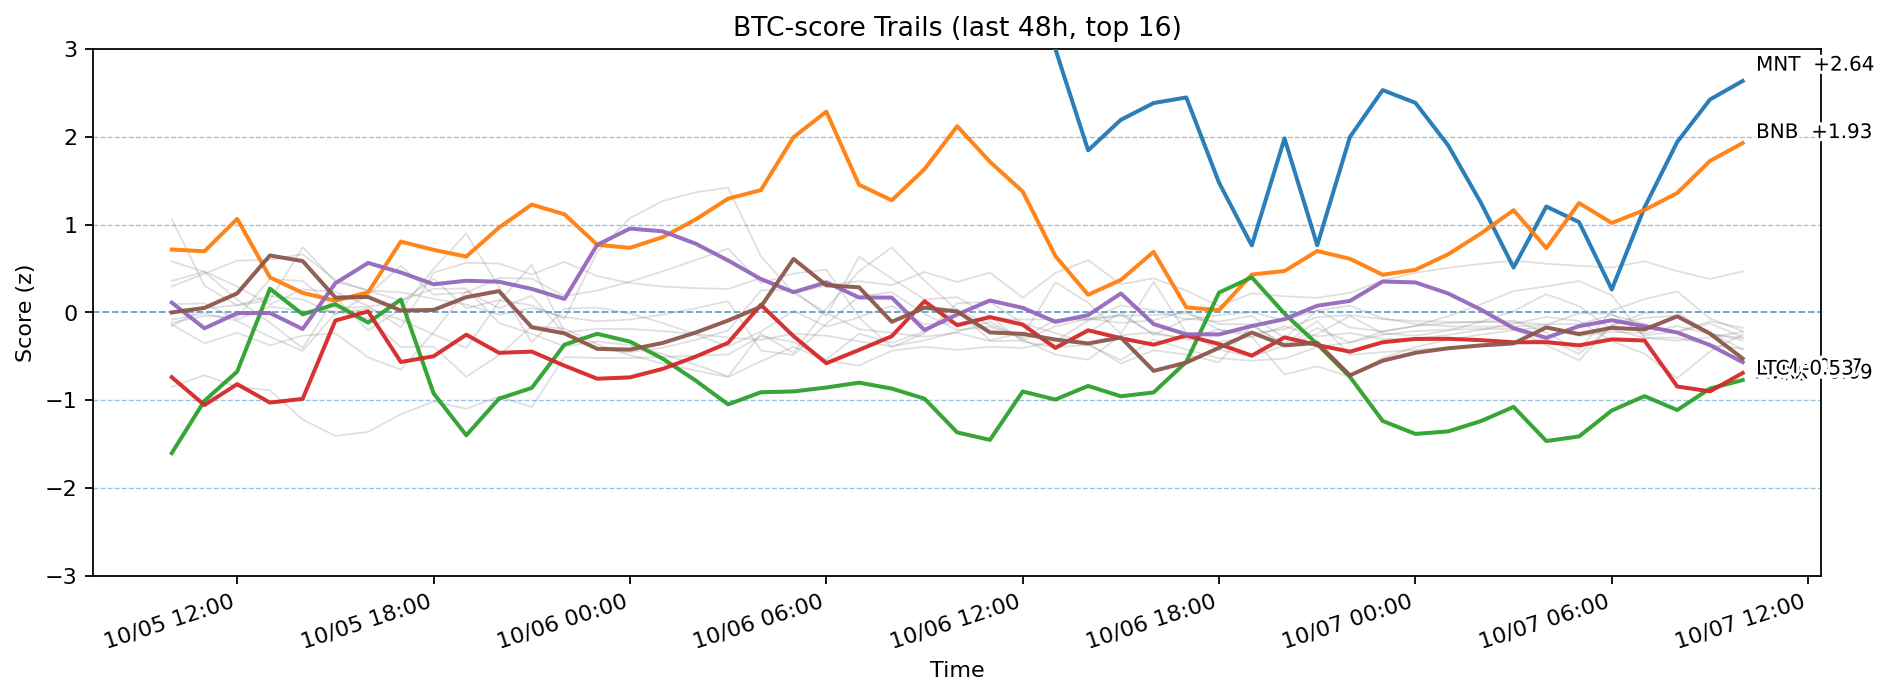 BTC-score Trails (last 48h, top 16)
MNT +2.64
BNB +1.93
LTC
3
2
1
0
−1
−2
−3
Score (z)
10/05 12:00
10/05 18:00
10/06 00:00
10/06 06:00
10/06 12:00
10/06 18:00
10/07 00:00
10/07 06:00
10/07 12:00
Time